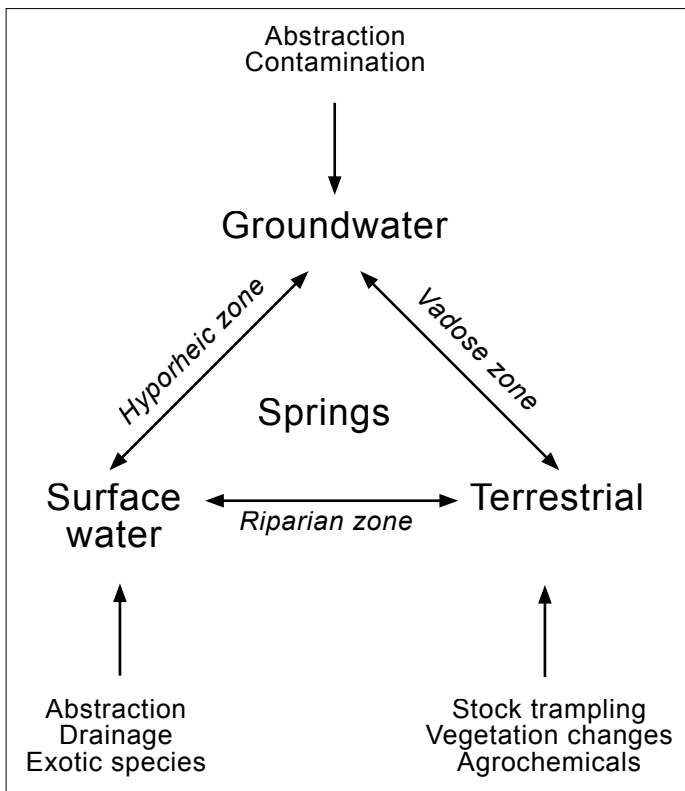 Abstraction
Contamination
Groundwater
Hyporheic zone
Vadose zone
Springs
Surface
water
Riparian zone
Terrestrial
Abstraction
Drainage
Exotic species
Stock trampling
Vegetation changes
Agrochemicals